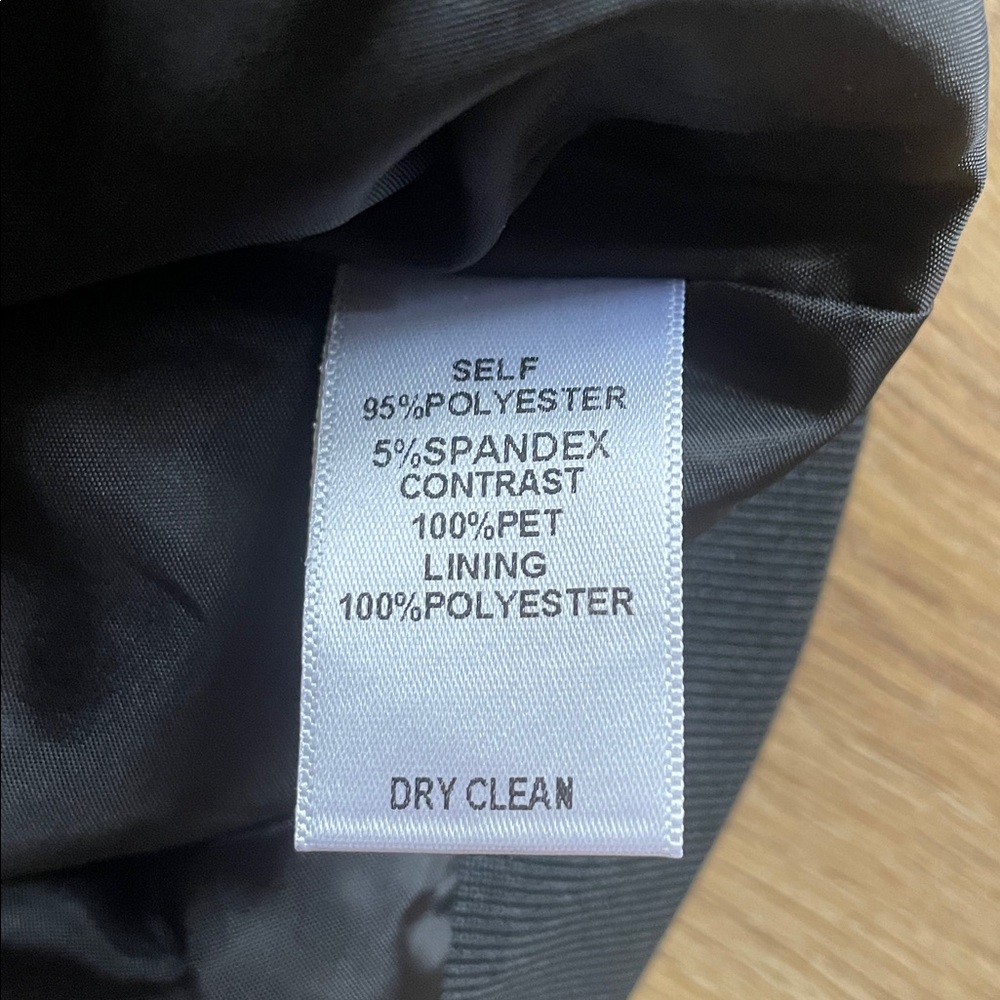 SELF
95%POLYESTER
5%SPANDEX
CONTRAST
100%PET
LINING
100%POLYESTER
DRY CLEAN